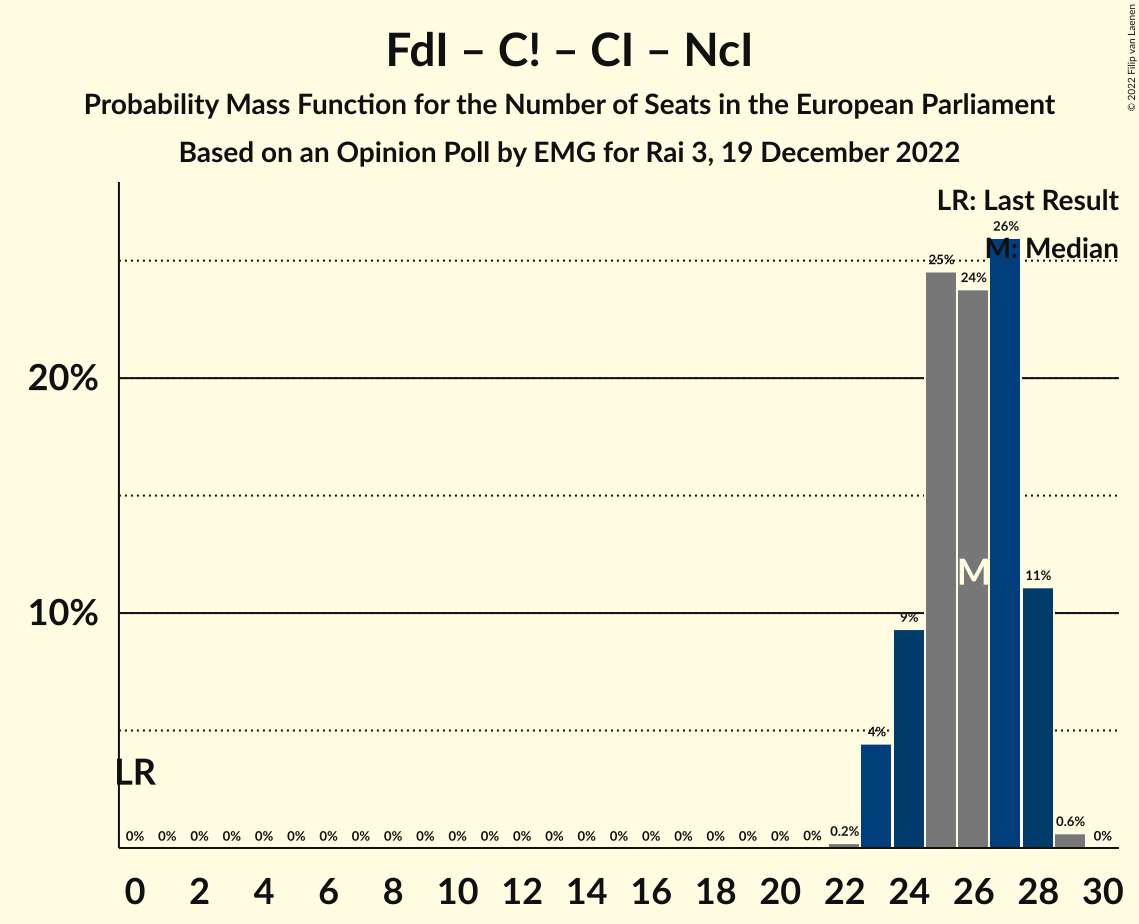 FdI – C! – CI – NcI
Probability Mass Function for the Number of Seats in the European Parliament
Based on an Opinion Poll by EMG for Rai 3, 19 December 2022
© 2022 Filip van Laenen
LR: Last Result
M: Median
26%
25%
24%
20%
M
11%
10%
9%
4%
LR
0% 0% 0% 0% 0% 0% 0% 0% 0% 0% 0% 0% 0% 0% 0% 0% 0% 0% 0% 0% 0% 0% 0.2% 0.6% 0%
0 2 4 6 8 10 12 14 16 18 20 22 24 26 28 30